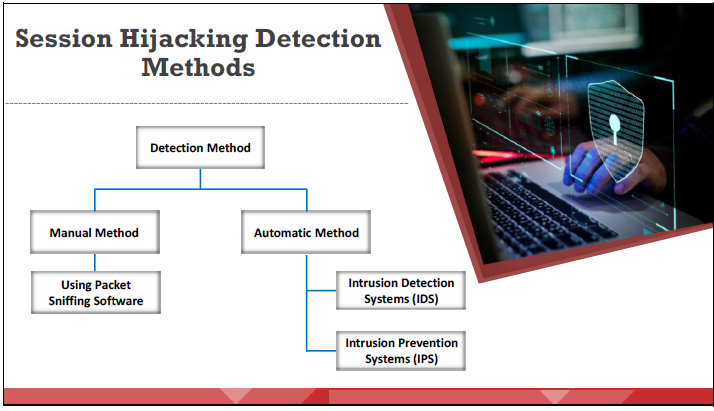 Session Hijacking Detection
Methods
Detection Method
Manual Method
Automatic Method
Using Packet
Sniffing Software
Intrusion Detection
Systems (IDS)
Intrusion Prevention
Systems (IPS)